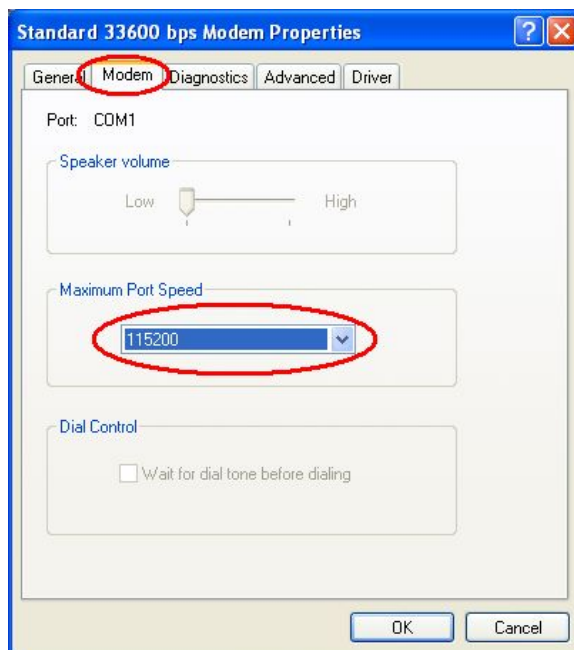 Standard 33600 bps Modem Properties
General Modem Diagnostics Advanced Driver
Port: COM1
Speaker volume
Low High
Maximum Port Speed
115200
Dial Control
Wait for dial tone before dialing
OK Cancel